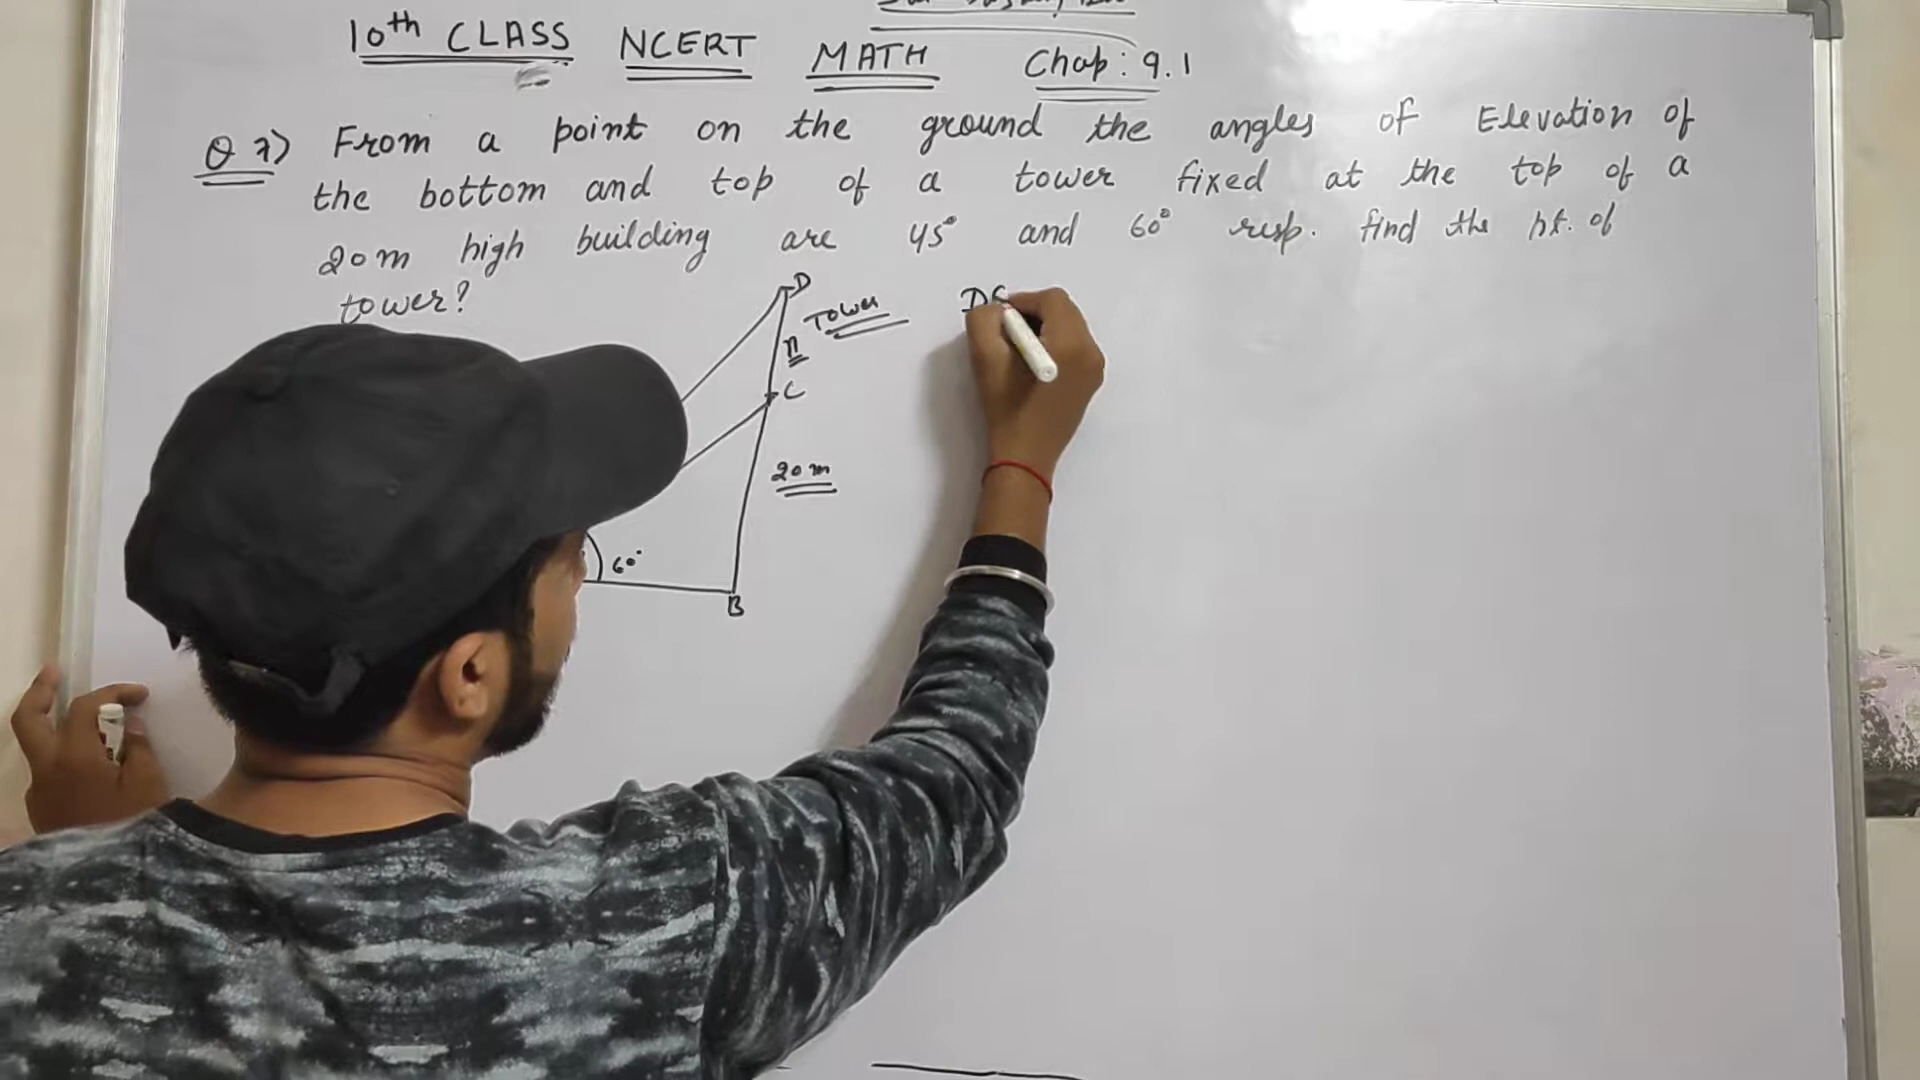 10th CLASS NCERT MATH Chap: 9.1
Q 7) From a point on the ground the angles of Elevation of
the bottom and top of a tower fixed at the top of a
20m high building are 45° and 60° resp. find the ht. of
tower?
D
Tower
C
20 m
60°
B